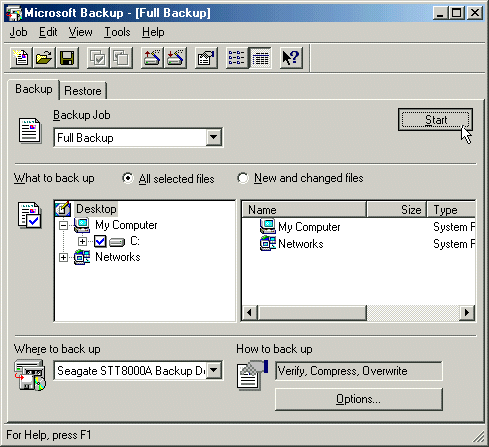 Microsoft Backup - [Full Backup]
Job Edit View Tools Help
Backup Restore
Backup Job
Full Backup
Start
What to back up All selected files New and changed files
Desktop
My Computer
C:
Networks
Name Size Type
My Computer System F
Networks System F
Where to back up
Seagate STT8000A Backup De
How to back up
Verify, Compress, Overwrite
Options...
For Help, press F1